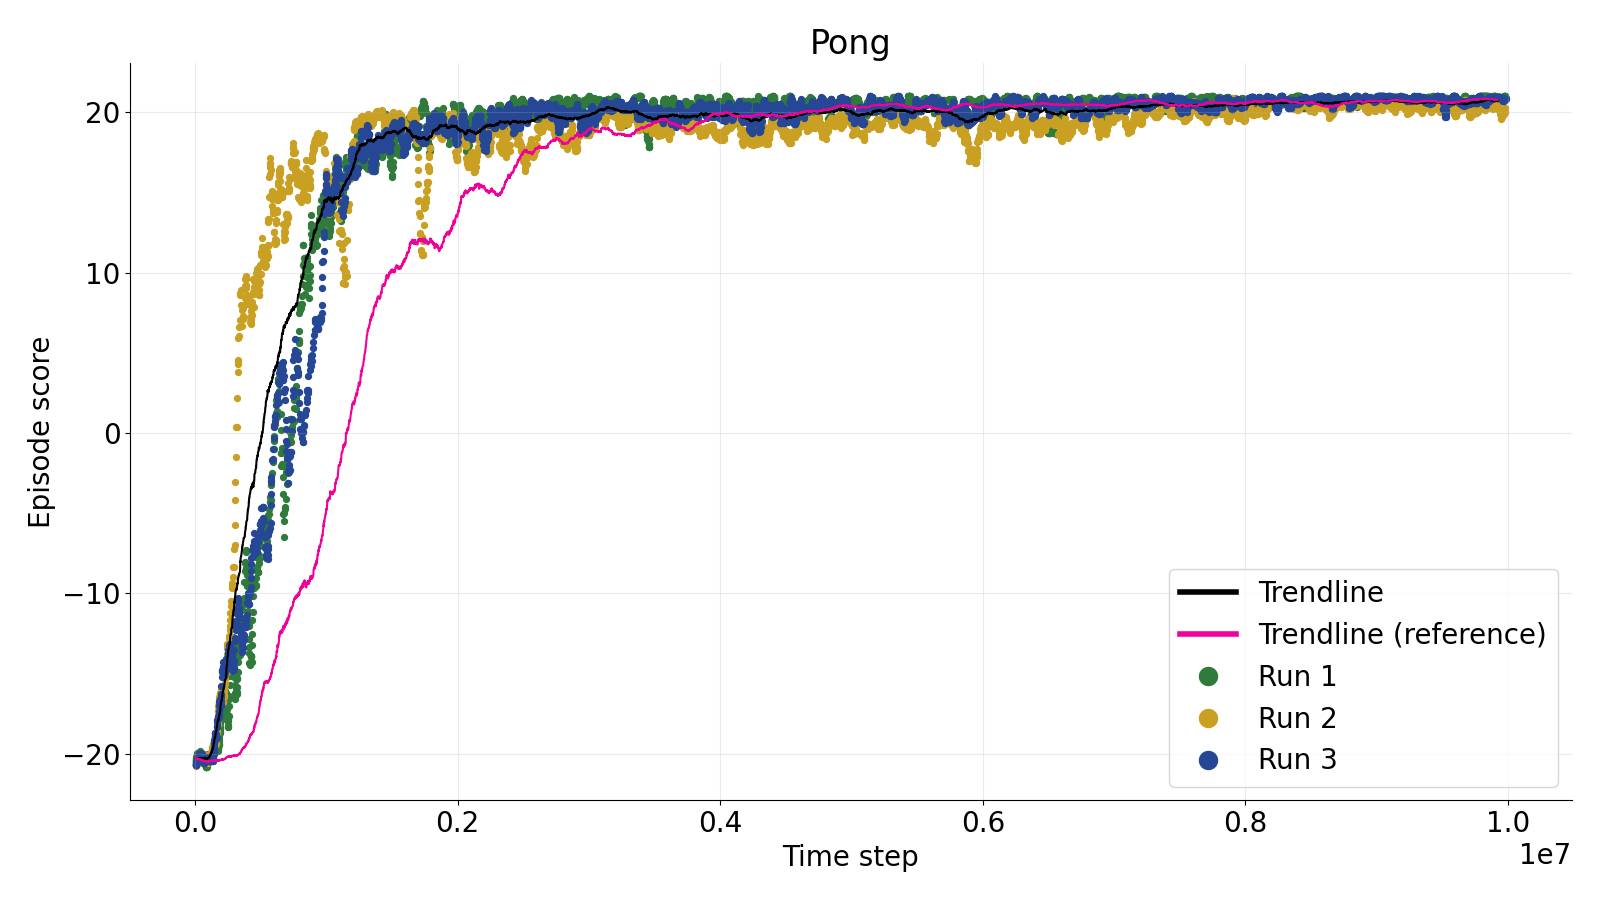 Pong
Episode score
20
10
0
−10
−20
0.0
0.2
0.4
0.6
0.8
1.0
1e7
Time step
Trendline
Trendline (reference)
Run 1
Run 2
Run 3